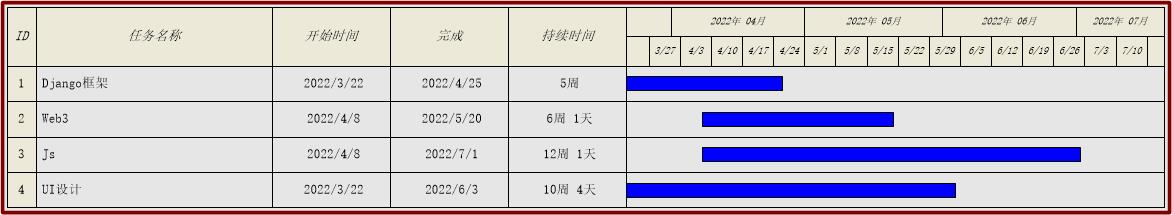 ID 任务名称 开始时间 完成 持续时间 2022年 04月 2022年 05月 2022年 06月 2022年 07月
3/27 4/3 4/10 4/17 4/24 5/1 5/8 5/15 5/22 5/29 6/5 6/12 6/19 6/26 7/3 7/10
1 Django框架 2022/3/22 2022/4/25 5周
2 Web3 2022/4/8 2022/5/20 6周 1天
3 Js 2022/4/8 2022/7/1 12周 1天
4 UI设计 2022/3/22 2022/6/3 10周 4天